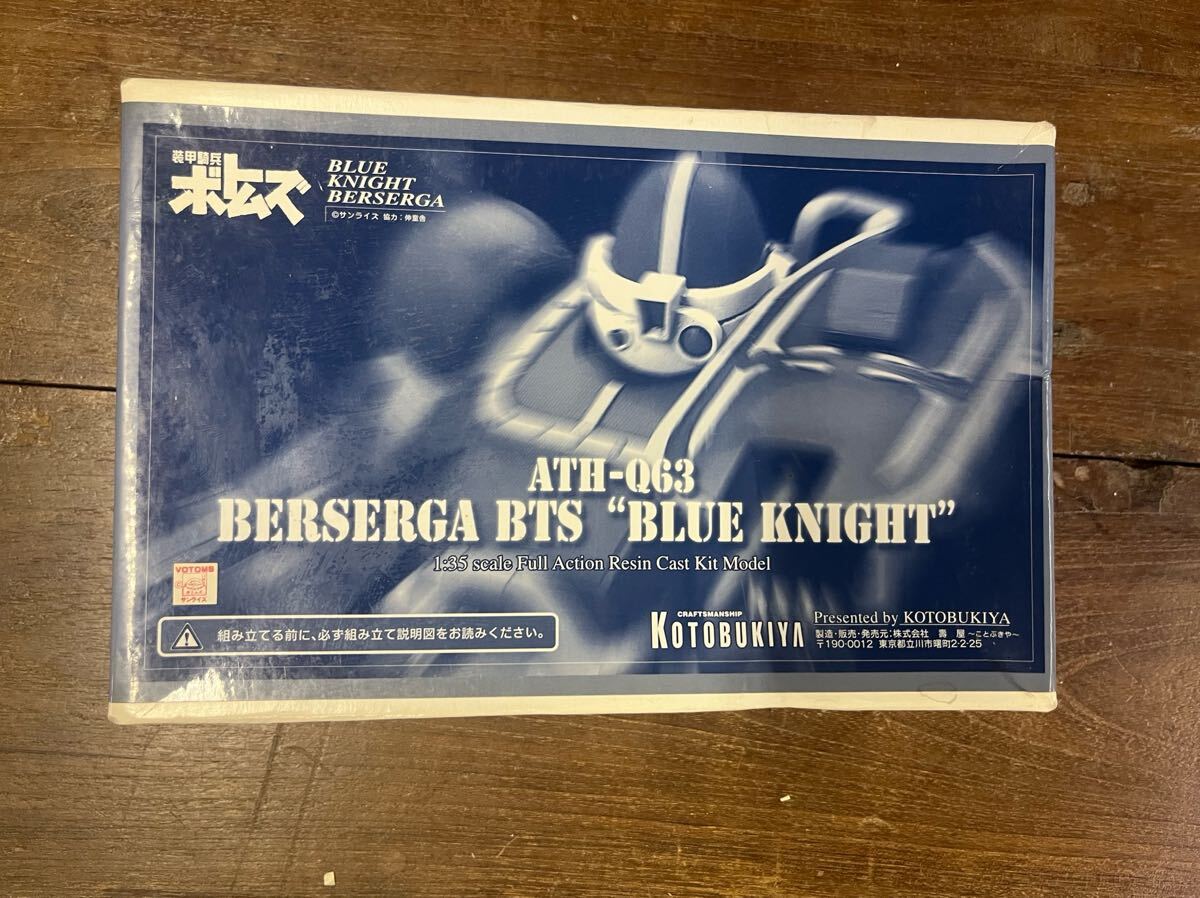 装甲騎兵
ボトムズ
BLUE
KNIGHT
BERSERGA
©サンライズ 協力:伸童舎
ATH-Q63
BERSERGA BTS “BLUE KNIGHT”
1:35 scale Full Action Resin Cast Kit Model
VOTOMS
サンライズ
組み立てる前に、必ず組み立て説明図をお読みください。
CRAFTSMANSHIP
KOTOBUKIYA
Presented by KOTOBUKIYA
製造・販売・発売元:株式会社 壽屋 〜ことぶきや〜
〒190-0012 東京都立川市曙町2-2-25